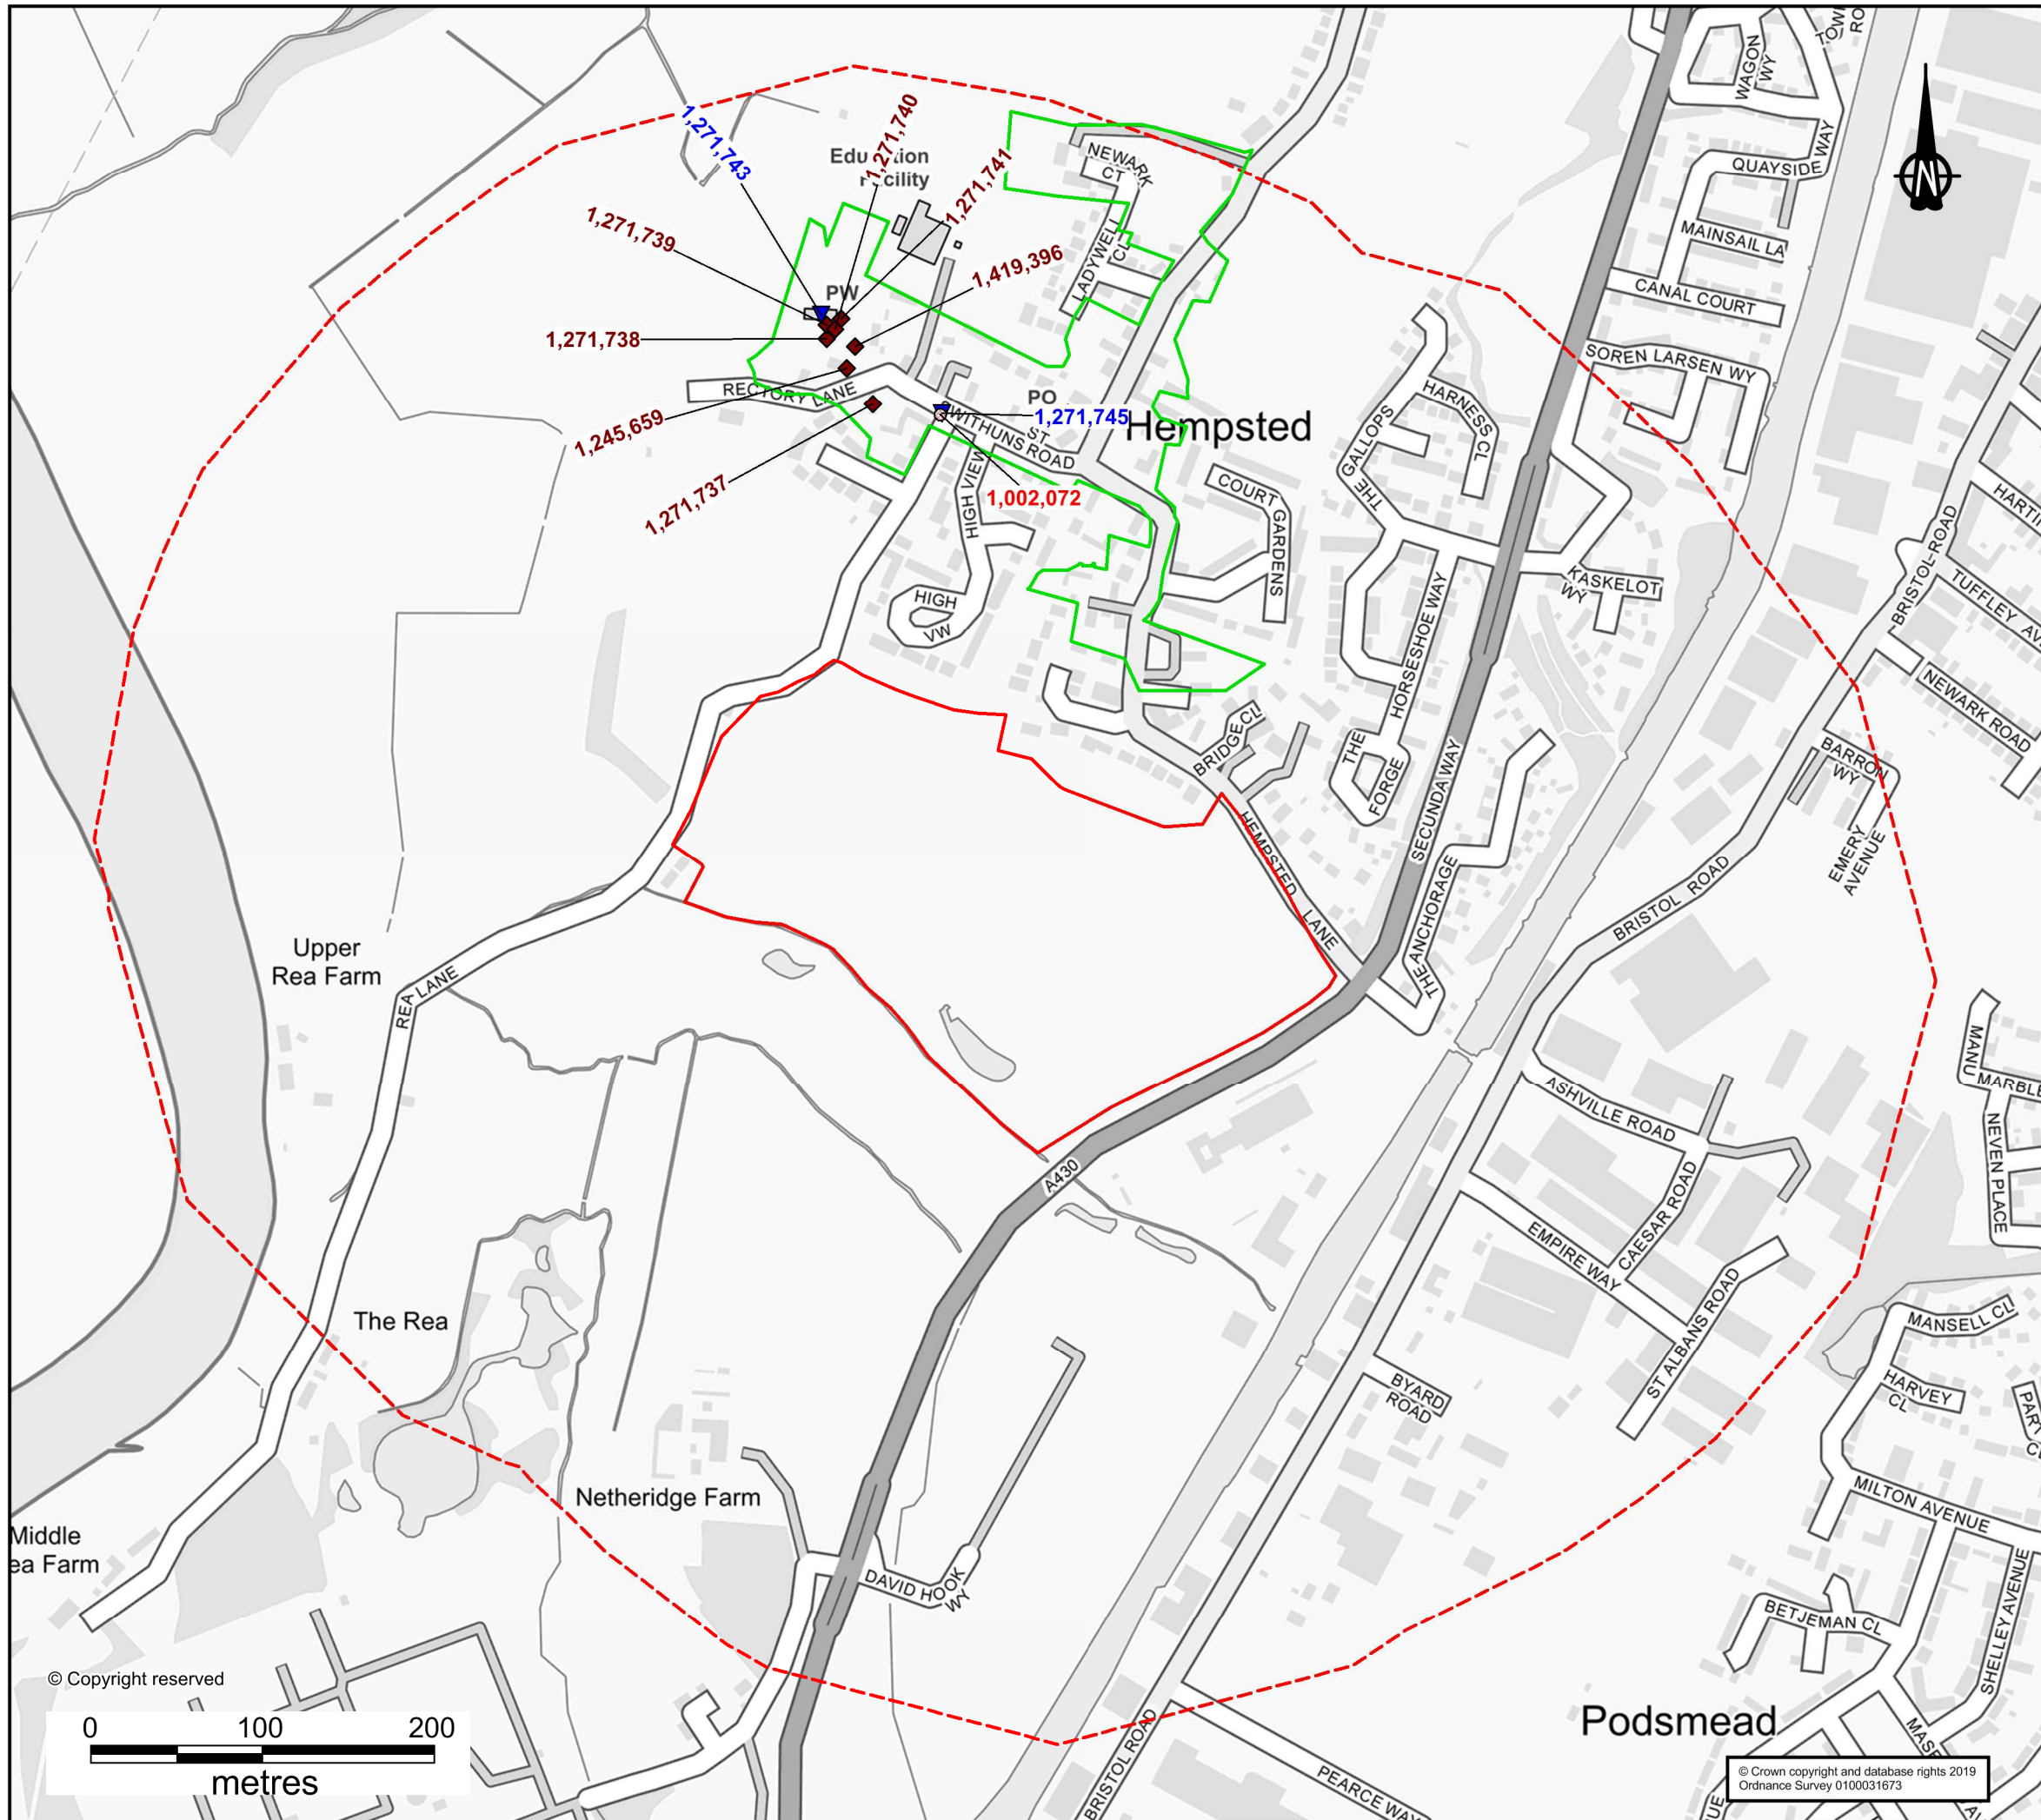 WAGON
WY
QUAYSIDE
WAY
MAINSAIL LA
CANAL COURT
SOREN LARSEN WY
N
1,271,743
1,271,740
1,271,741
1,271,739
1,419,396
1,271,738
1,245,659
1,271,737
1,271,745
1,002,072
Facility
PW
PO
NEWARK
CT
LADYWELL
CL
RECTORY LANE
ST
SWITHUNS ROAD
Hempsted
HIGH VIEW
HIGH
VW
COURT GARDENS
THE GALLOPS
HARNESS CL
HORSESHOE WAY
KASKELOT
WY
THE
FORGE
BRIDGE CL
HEMPSTED LANE
SECUNDA WAY
THE ANCHORAGE
BRISTOL ROAD
TUFFLEY AV
NEWARK ROAD
BARRON
WY
EMERY
AVENUE
BRISTOL ROAD
Upper
Rea Farm
REA LANE
A430
ASHVILLE ROAD
CAESAR ROAD
EMPIRE WAY
ST ALBANS ROAD
MANU
MARBLE
NEVEN PLACE
The Rea
BYARD
ROAD
MANSELL CL
HARVEY
CL
MILTON AVENUE
Netheridge Farm
Middle
ea Farm
DAVID HOOK
WY
BETJEMAN CL
SHELLEY AVENUE
Podsmead
BRISTOL ROAD
PEARCE WAY
© Copyright reserved
0 100 200
metres
© Crown copyright and database rights 2019
Ordnance Survey 0100031673